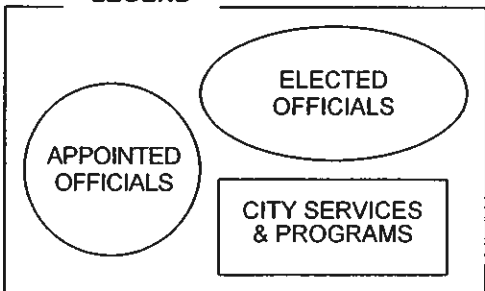 ELECTED
OFFICIALS
APPOINTED
OFFICIALS
CITY SERVICES
& PROGRAMS